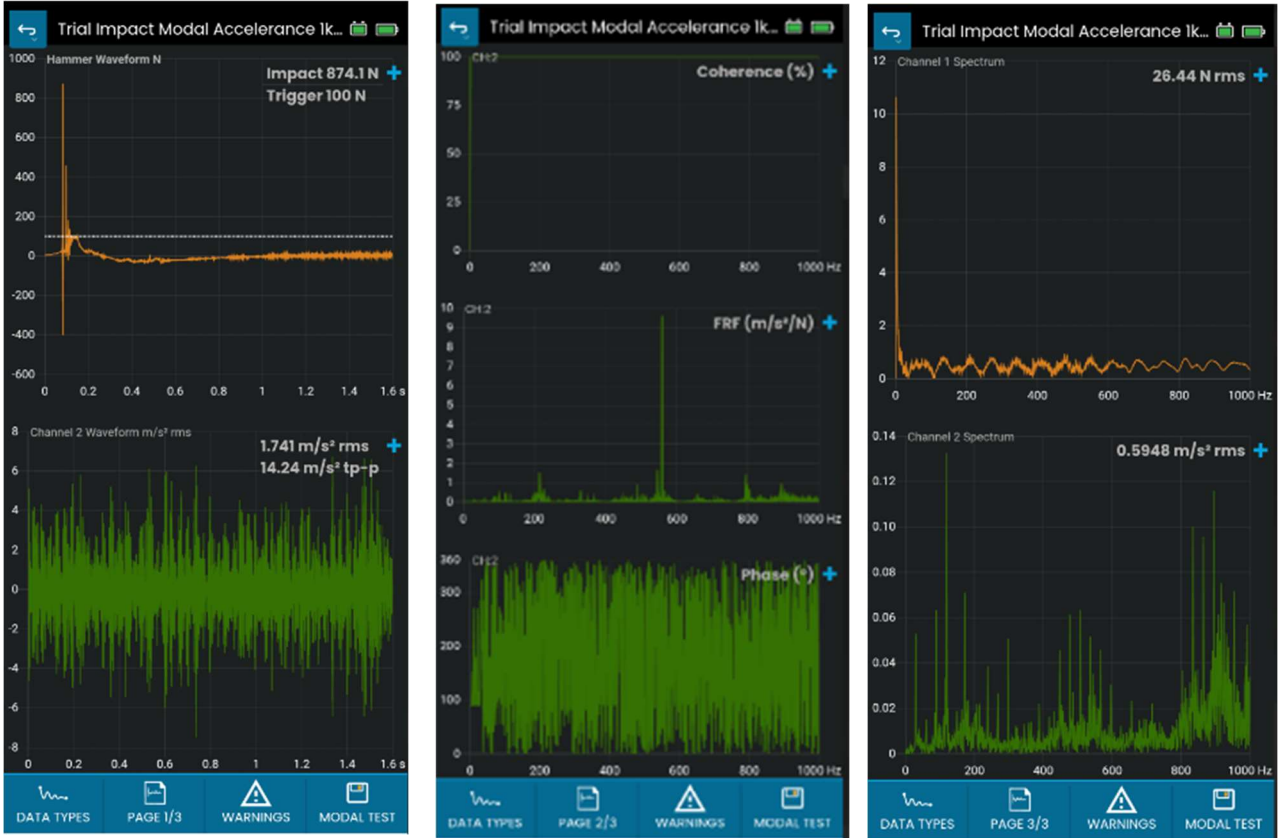 Trial Impact Modal Accelerance 1k...
Hammer Waveform N
Impact 874.1 N
Trigger 100 N
1000
800
600
400
200
0
-200
-400
-600
0 0.2 0.4 0.6 0.8 1 1.2 1.4 1.6 s
Channel 2 Waveform m/s² rms
1.741 m/s² rms
14.24 m/s² tp-p
8
6
4
2
0
-2
-4
-6
-8
0 0.2 0.4 0.6 0.8 1 1.2 1.4 1.6 s
DATA TYPES PAGE 1/3 WARNINGS MODAL TEST
Trial Impact Modal Accelerance 1k...
CH:2
Coherence (%)
100
75
50
25
0
0 200 400 600 800 1000 Hz
CH:2
FRF (m/s²/N)
10
9
8
7
6
5
4
3
2
1
0
0 200 400 600 800 1000 Hz
CH:2
Phase (°)
360
300
200
100
0
0 200 400 600 800 1000 Hz
DATA TYPES PAGE 2/3 WARNINGS MODAL TEST
Trial Impact Modal Accelerance 1k...
Channel 1 Spectrum
26.44 N rms
12
10
8
6
4
2
0
0 200 400 600 800 1000 Hz
Channel 2 Spectrum
0.5948 m/s² rms
0.14
0.12
0.10
0.08
0.06
0.04
0.02
0
0 200 400 600 800 1000 Hz
DATA TYPES PAGE 3/3 WARNINGS MODAL TEST